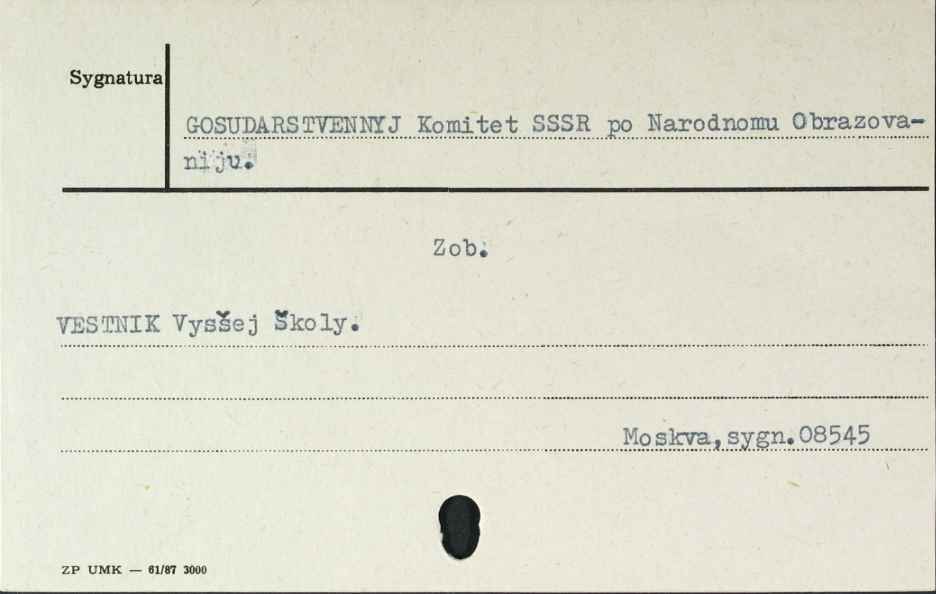 Sygnatura
GOSUDARSTVENNYJ Komitet SSSR po Narodnomu Obrazova-
niju.
Zob.
VESTNIK Vysšej Školy.
Moskva,sygn.08545
ZP UMK — 61/87 3000